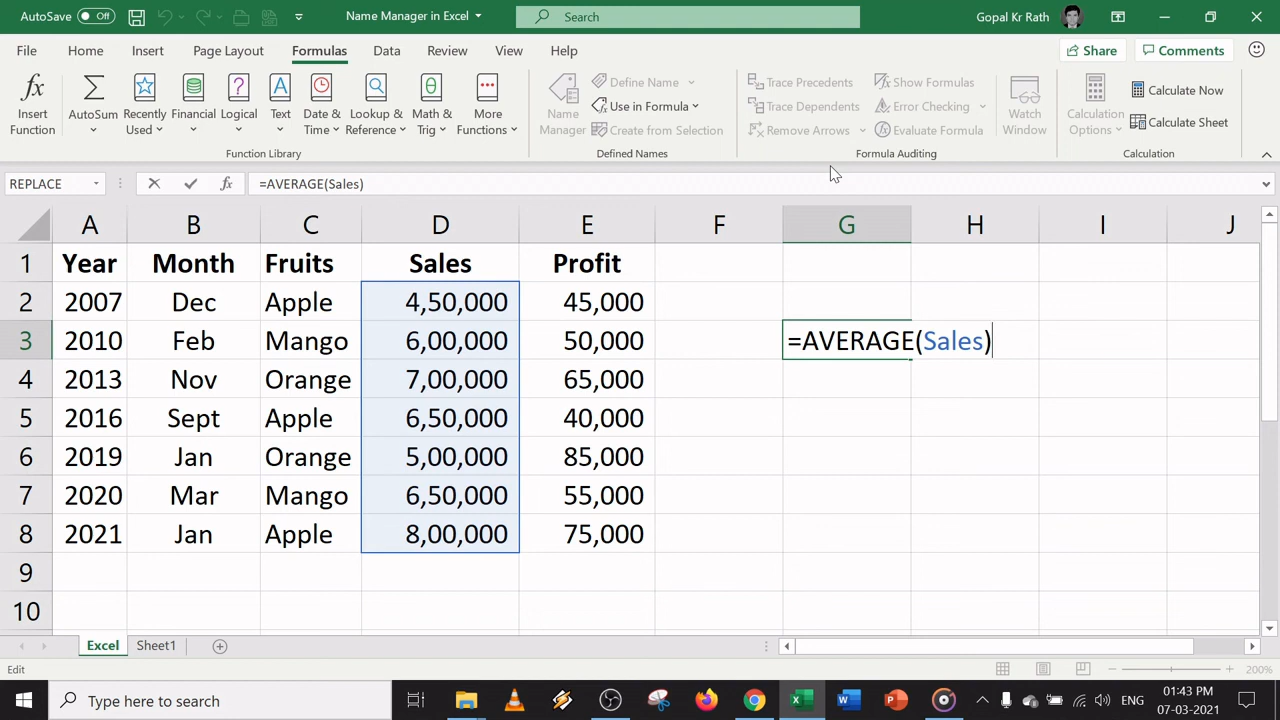 AutoSave Off Name Manager in Excel Search Gopal Kr Rath
File Home Insert Page Layout Formulas Data Review View Help Share Comments
Insert Function
AutoSum
Recently Used
Financial
Logical
Text
Date & Time
Lookup & Reference
Math & Trig
More Functions
Function Library
Name Manager
Define Name
Use in Formula
Create from Selection
Defined Names
Trace Precedents
Trace Dependents
Remove Arrows
Show Formulas
Error Checking
Evaluate Formula
Formula Auditing
Watch Window
Calculation Options
Calculate Now
Calculate Sheet
Calculation
REPLACE fx =AVERAGE(Sales)
A B C D E F G H I J
1 Year Month Fruits Sales Profit
2 2007 Dec Apple 4,50,000 45,000
3 2010 Feb Mango 6,00,000 50,000 =AVERAGE(Sales)
4 2013 Nov Orange 7,00,000 65,000
5 2016 Sept Apple 6,50,000 40,000
6 2019 Jan Orange 5,00,000 85,000
7 2020 Mar Mango 6,50,000 55,000
8 2021 Jan Apple 8,00,000 75,000
9
10
Excel Sheet1
Edit 200%
Type here to search ENG 01:43 PM
07-03-2021